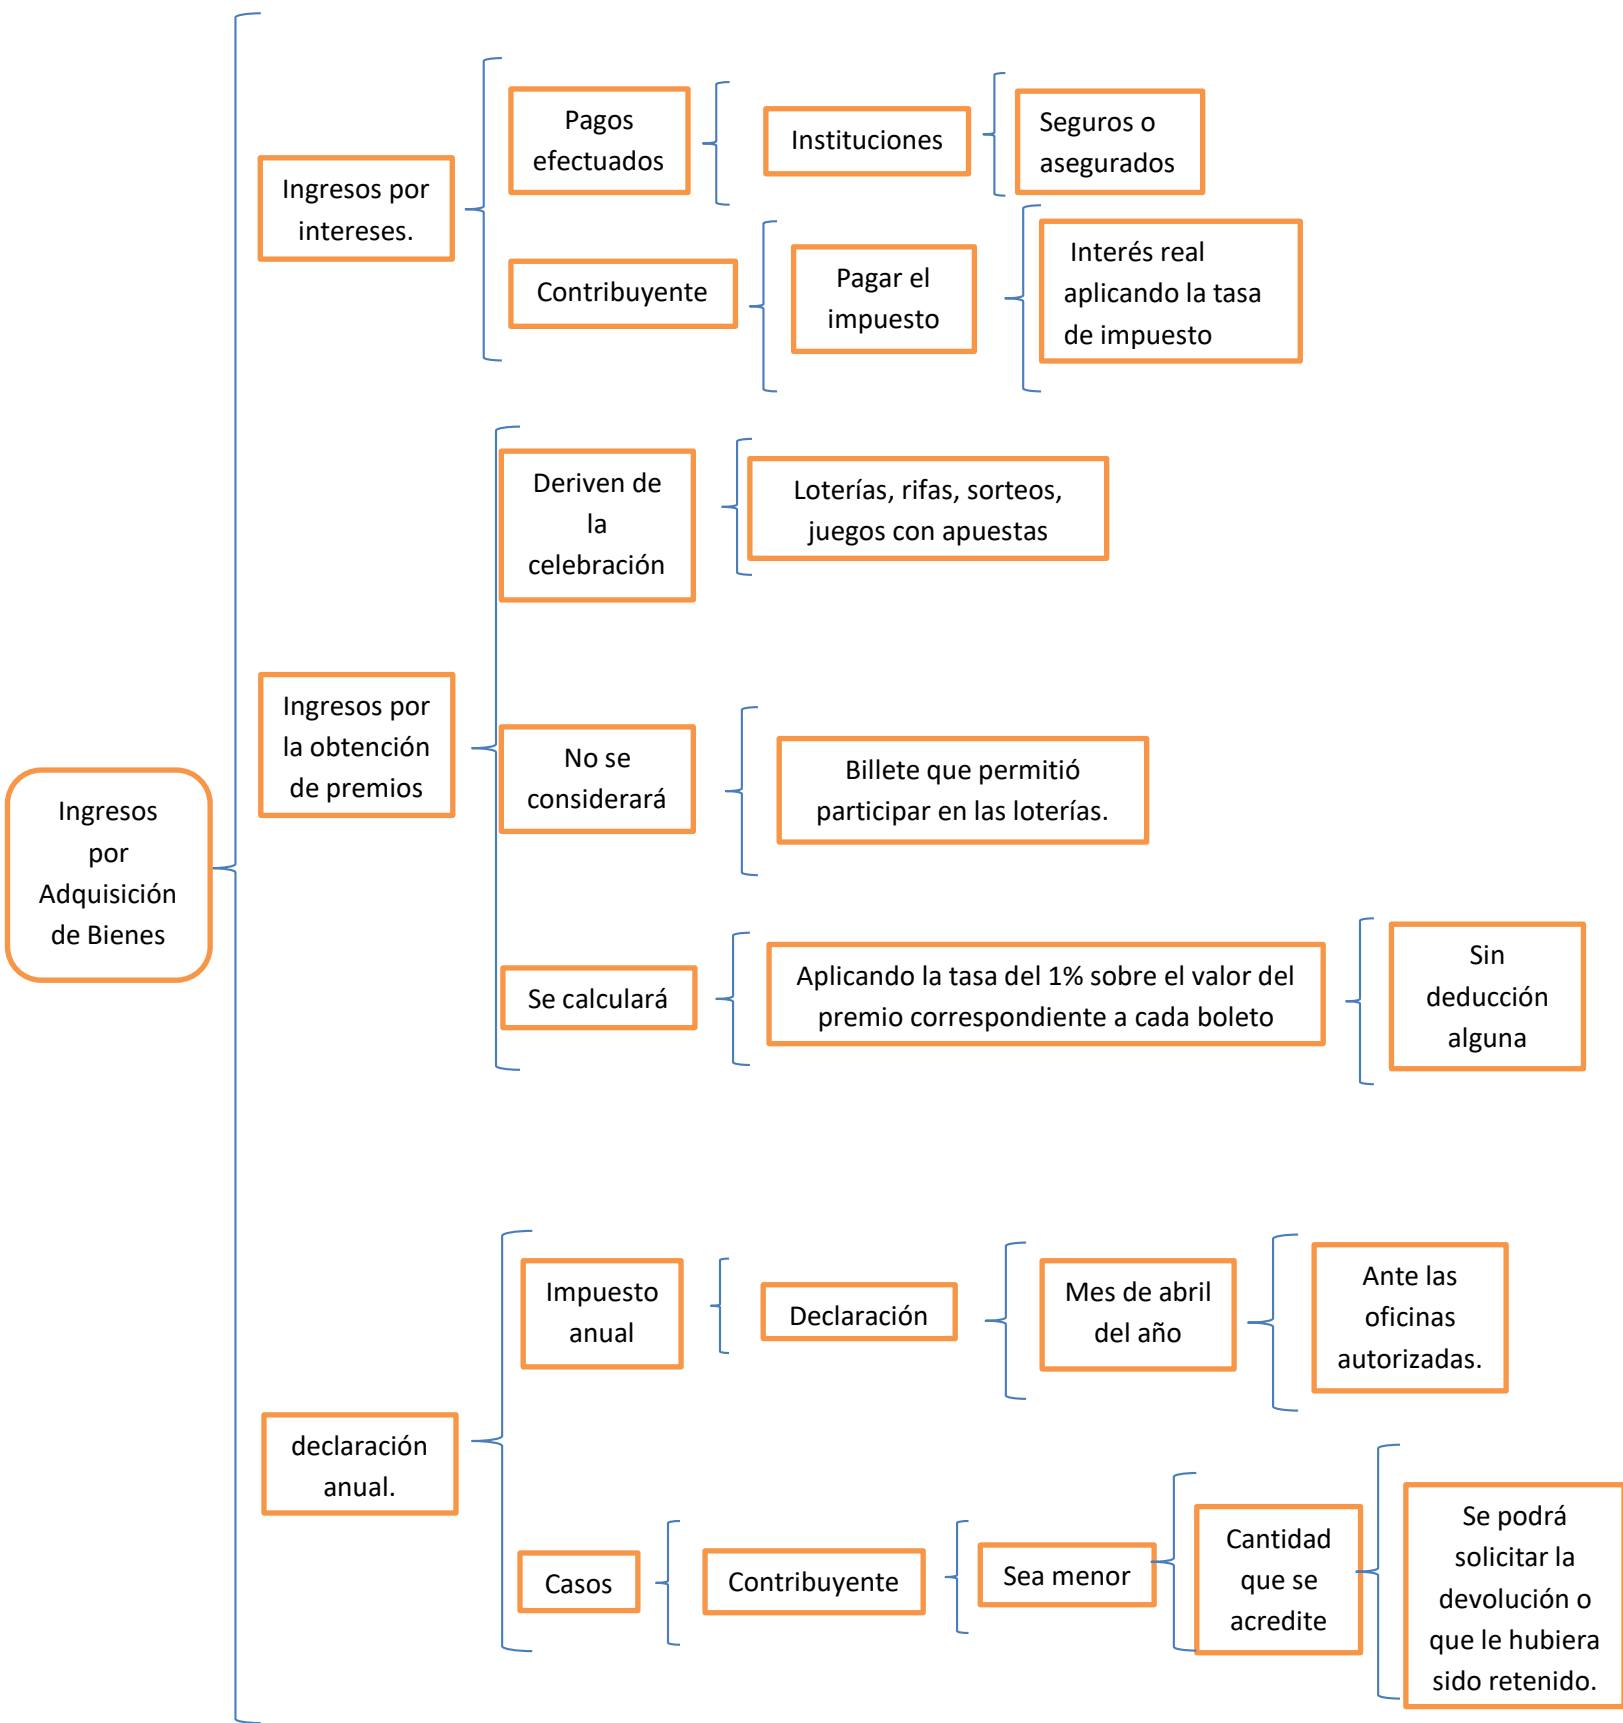 Ingresos
por
Adquisición
de Bienes
Ingresos por
intereses.
Pagos
efectuados
Instituciones
Seguros o
asegurados
Contribuyente
Pagar el
impuesto
Interés real
aplicando la tasa
de impuesto
Ingresos por
la obtención
de premios
Deriven de
la
celebración
Loterías, rifas, sorteos,
juegos con apuestas
No se
considerará
Billete que permitió
participar en las loterías.
Se calculará
Aplicando la tasa del 1% sobre el valor del
premio correspondiente a cada boleto
Sin
deducción
alguna
declaración
anual.
Impuesto
anual
Declaración
Mes de abril
del año
Ante las
oficinas
autorizadas.
Casos
Contribuyente
Sea menor
Cantidad
que se
acredite
Se podrá
solicitar la
devolución o
que le hubiera
sido retenido.